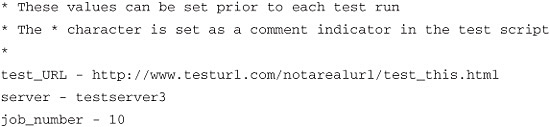 * These values can be set prior to each test run
* The * character is set as a comment indicator in the test script
*
test_URL - http://www.testurl.com/notarealurl/test_this.html
server - testserver3
job_number - 10